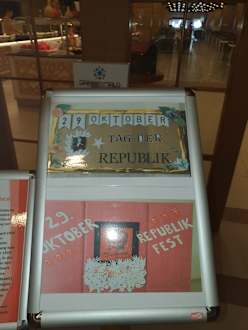 29 OKTOBER
TAG DER
REPUBLIK
29.
OKTOBER
REPUBLIK
FEST